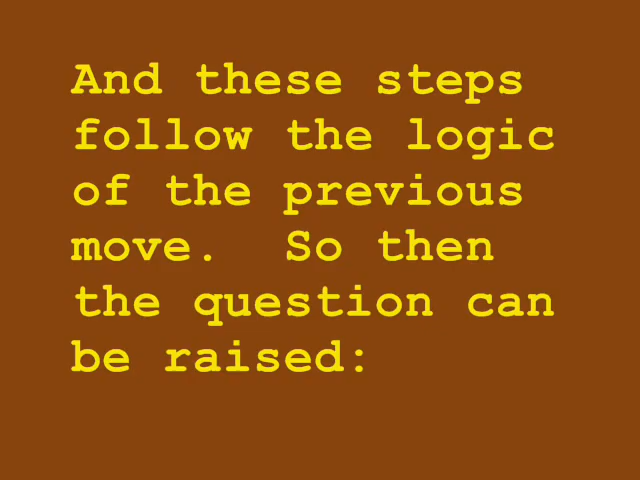 And these steps
follow the logic
of the previous
move.  So then
the question can
be raised: